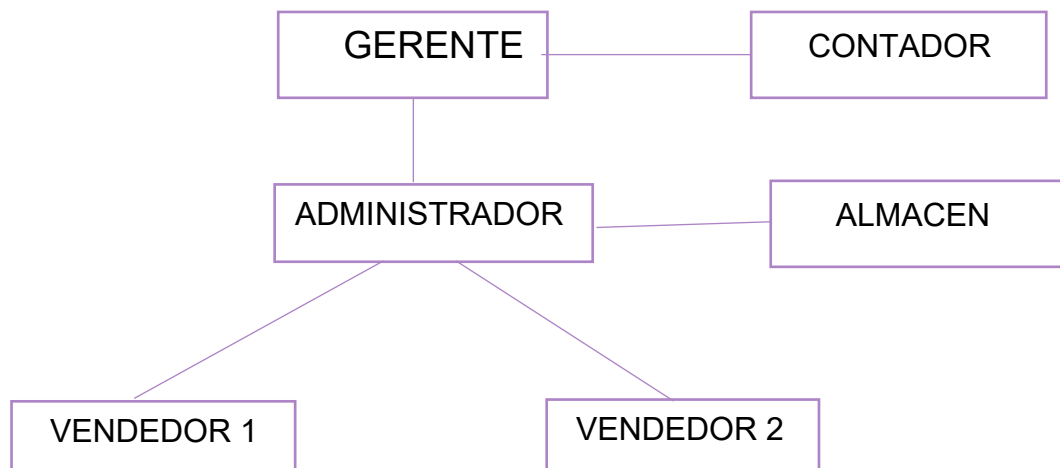 GERENTE
CONTADOR
ADMINISTRADOR
ALMACEN
VENDEDOR 1
VENDEDOR 2